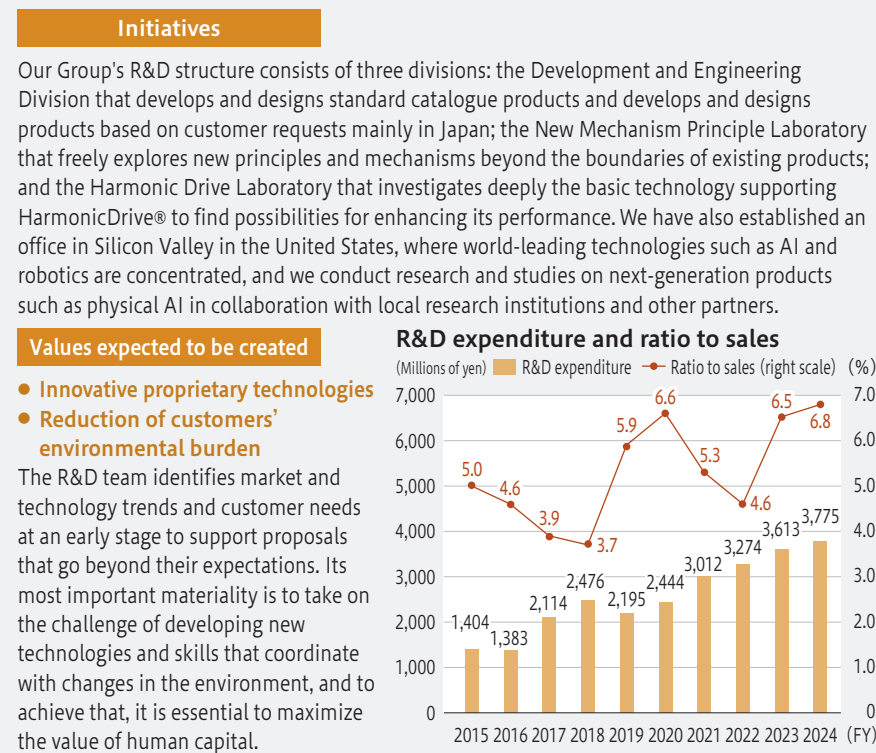 Initiatives
Our Group's R&D structure consists of three divisions: the Development and Engineering
Division that develops and designs standard catalogue products and develops and designs
products based on customer requests mainly in Japan; the New Mechanism Principle Laboratory
that freely explores new principles and mechanisms beyond the boundaries of existing products;
and the Harmonic Drive Laboratory that investigates deeply the basic technology supporting
HarmonicDrive® to find possibilities for enhancing its performance. We have also established an
office in Silicon Valley in the United States, where world-leading technologies such as AI and
robotics are concentrated, and we conduct research and studies on next-generation products
such as physical AI in collaboration with local research institutions and other partners.
Values expected to be created
● Innovative proprietary technologies
● Reduction of customers’
environmental burden
The R&D team identifies market and
technology trends and customer needs
at an early stage to support proposals
that go beyond their expectations. Its
most important materiality is to take on
the challenge of developing new
technologies and skills that coordinate
with changes in the environment, and to
achieve that, it is essential to maximize
the value of human capital.
R&D expenditure and ratio to sales
(Millions of yen) R&D expenditure Ratio to sales (right scale) (%)
7,000
6,000
5,000
4,000
3,000
2,000
1,000
0
5.0
4.6
3.9
3.7
5.9
6.6
5.3
4.6
6.5
6.8
1,404
1,383
2,114
2,476
2,195
2,444
3,012
3,274
3,613
3,775
7.0
6.0
5.0
4.0
3.0
2.0
1.0
0
2015 2016 2017 2018 2019 2020 2021 2022 2023 2024 (FY)